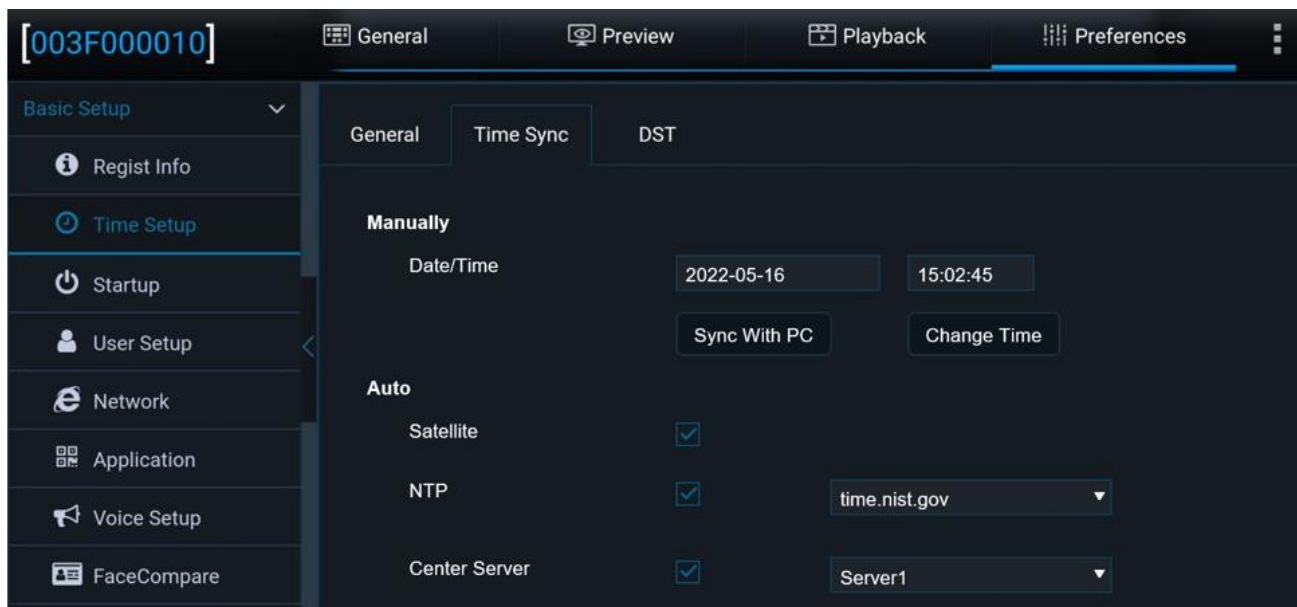 [003F000010] General Preview Playback Preferences
Basic Setup
Regist Info
Time Setup
Startup
User Setup
Network
Application
Voice Setup
FaceCompare
General Time Sync DST
Manually
Date/Time 2022-05-16 15:02:45
Sync With PC Change Time
Auto
Satellite
NTP time.nist.gov
Center Server Server1